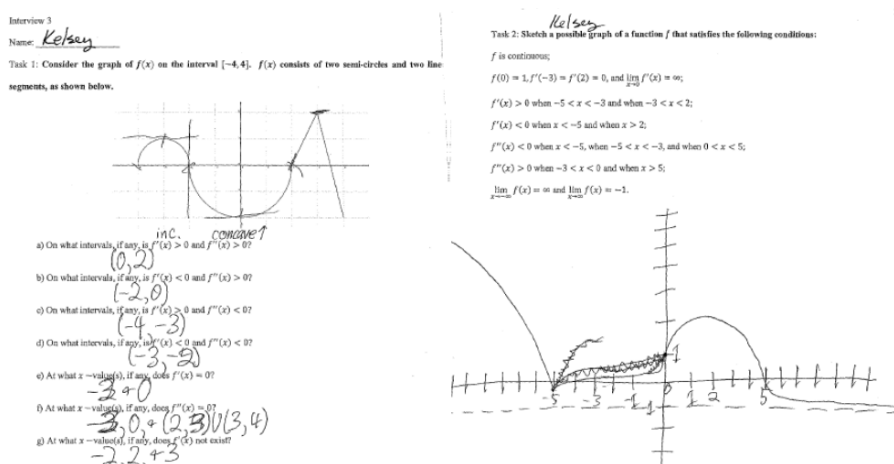 Interview 3
Name: Kelsey
Task 1: Consider the graph of f(x) on the interval [−4,4]. f(x) consists of two semi-circles and two line
segments, as shown below.
inc. concave↑
a) On what intervals, if any, is f'(x) > 0 and f''(x) > 0?
(0,2)
b) On what intervals, if any, is f'(x) < 0 and f''(x) > 0?
(-2,0)
c) On what intervals, if any, is f'(x) > 0 and f''(x) < 0?
(-4,-3)
d) On what intervals, if any, is f'(x) < 0 and f''(x) < 0?
(-3,-2)
e) At what x −value(s), if any, does f'(x) = 0?
-3 + 0
f) At what x −value(s), if any, does f''(x) = 0?
0, + (2,3)U(3,4)
g) At what x −value(s), if any, does f'(x) not exist?
-2, 2 + 3
Kelsey
Task 2: Sketch a possible graph of a function f that satisfies the following conditions:
f is continuous;
f(0) = 1, f'(−3) = f'(2) = 0, and lim x→0 f'(x) = ∞;
f'(x) > 0 when −5 < x < −3 and when −3 < x < 2;
f'(x) < 0 when x < −5 and when x > 2;
f''(x) < 0 when x < −5, when −5 < x < −3, and when 0 < x < 5;
f''(x) > 0 when −3 < x < 0 and when x > 5;
lim x→−∞ f(x) = ∞ and lim x→∞ f(x) = −1.
1
-5 -3 -1 0 1 2 5
-1